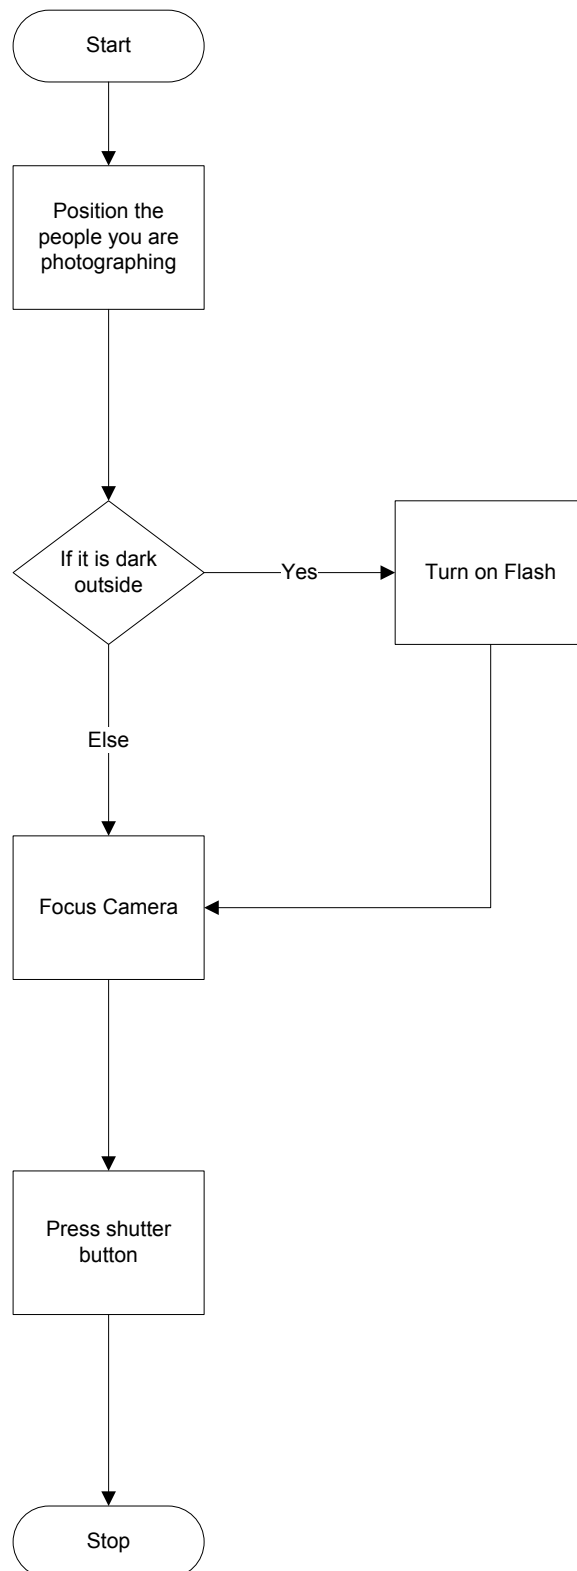 Start
Position the
people you are
photographing
If it is dark
outside
Yes
Turn on Flash
Else
Focus Camera
Press shutter
button
Stop